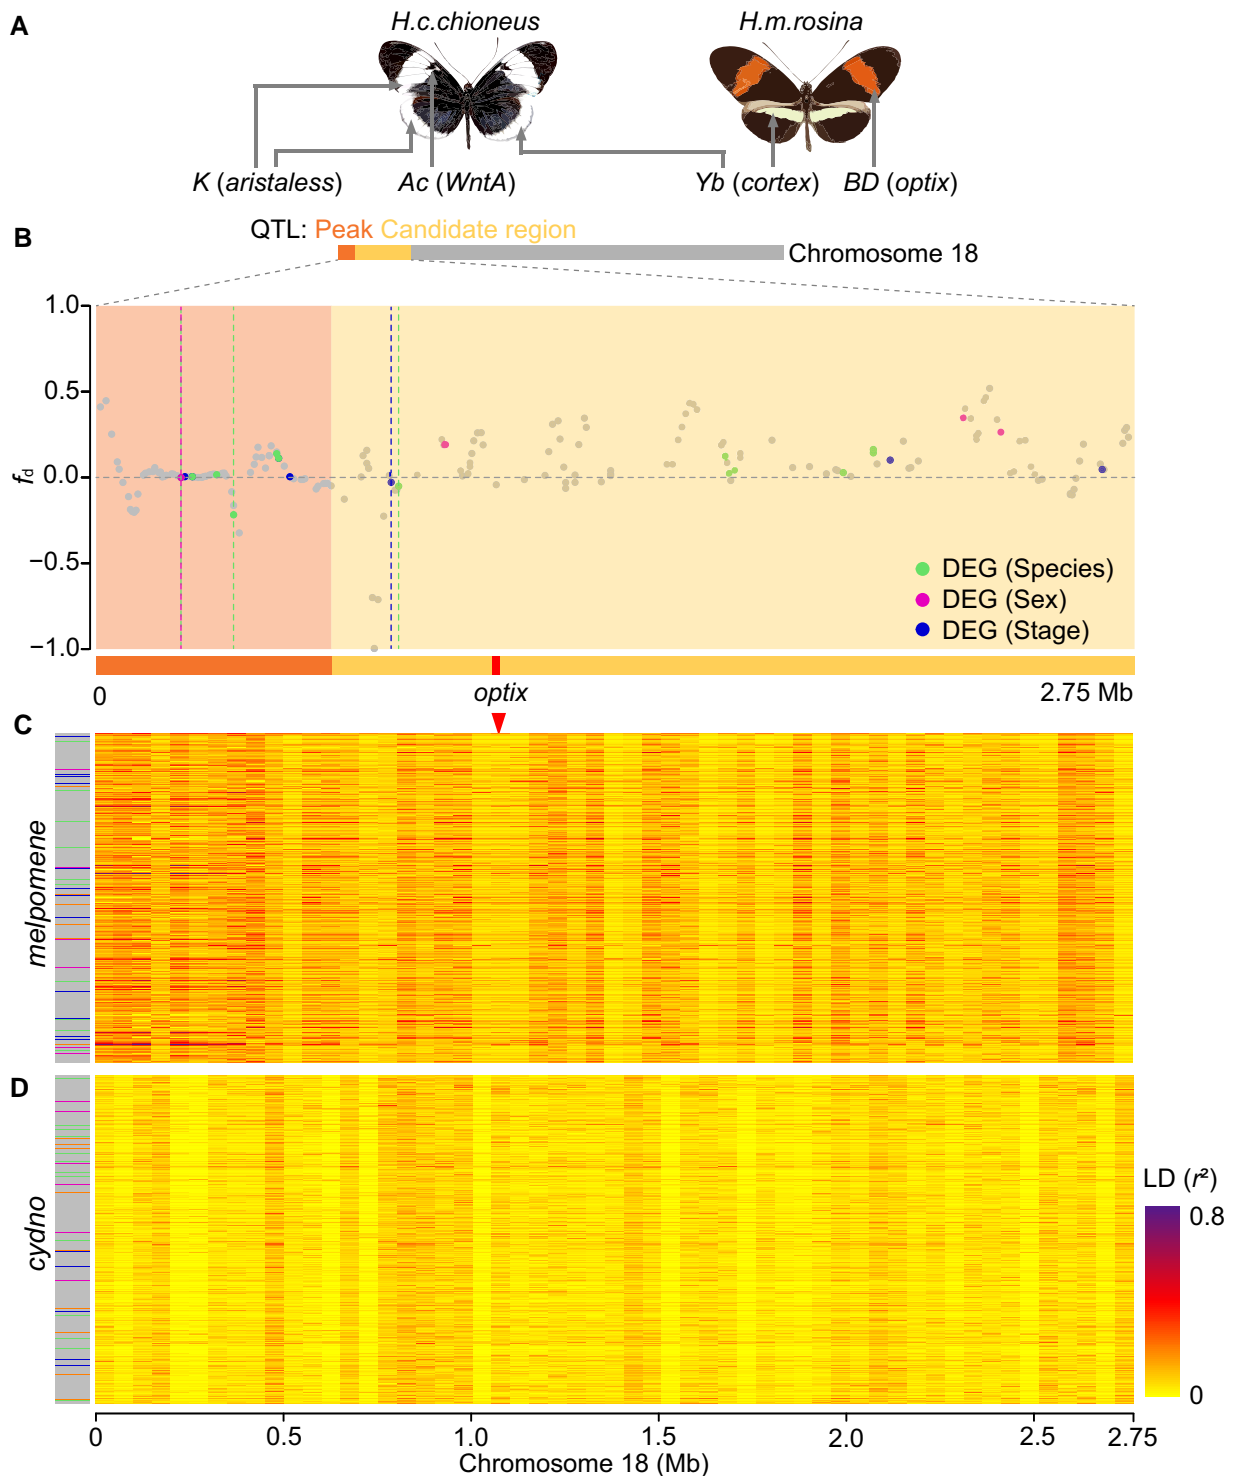 A
H.c.chioneus
H.m.rosina
K (aristaless)
Ac (WntA)
Yb (cortex)
BD (optix)
B
QTL: Peak Candidate region
Chromosome 18
1.0
0.5
0.0
−0.5
−1.0
fd
DEG (Species)
DEG (Sex)
DEG (Stage)
0
optix
2.75 Mb
C
melpomene
D
cydno
LD (r²)
0.8
0
0
0.5
1.0
1.5
2.0
2.5
2.75
Chromosome 18 (Mb)